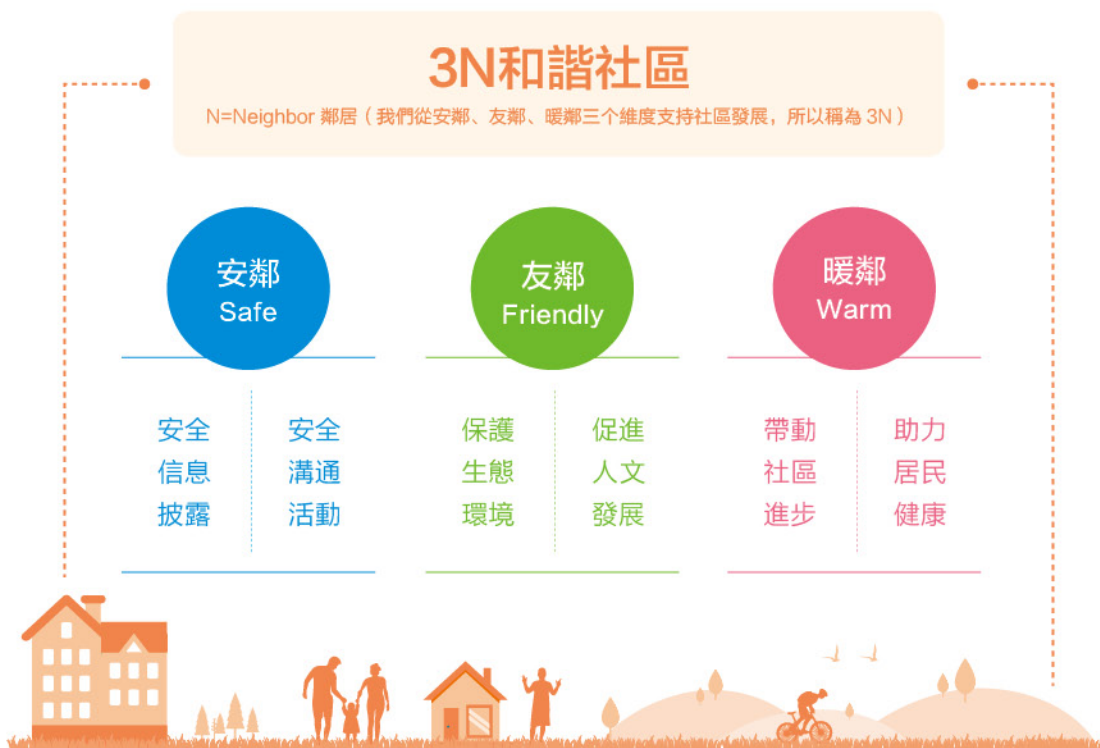 3N和諧社區
N=Neighbor 鄰居（我們從安鄰、友鄰、暖鄰三个維度支持社區發展，所以稱為 3N）
安鄰
Safe
安全
信息
披露
安全
溝通
活動
友鄰
Friendly
保護
生態
環境
促進
人文
發展
暖鄰
Warm
帶動
社區
進步
助力
居民
健康